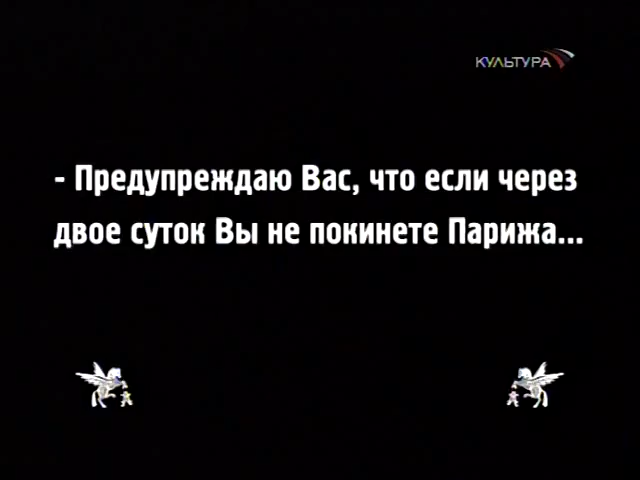 КУЛЬТУРА
- Предупреждаю Вас, что если через
двое суток Вы не покинете Парижа...